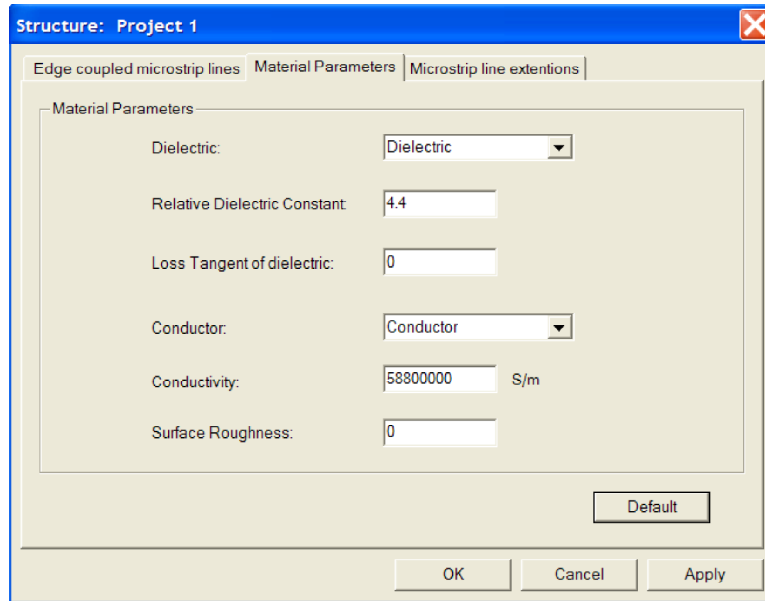 Structure: Project 1
Edge coupled microstrip lines Material Parameters Microstrip line extentions
Material Parameters
Dielectric: Dielectric
Relative Dielectric Constant: 4.4
Loss Tangent of dielectric: 0
Conductor: Conductor
Conductivity: 58800000 S/m
Surface Roughness: 0
Default
OK Cancel Apply